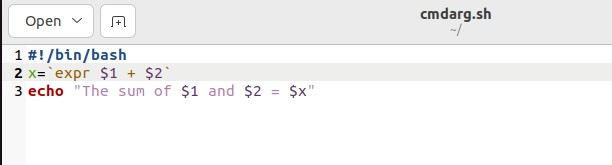 Open
cmdarg.sh
~/
1 #!/bin/bash
2 x=`expr $1 + $2`
3 echo "The sum of $1 and $2 = $x"